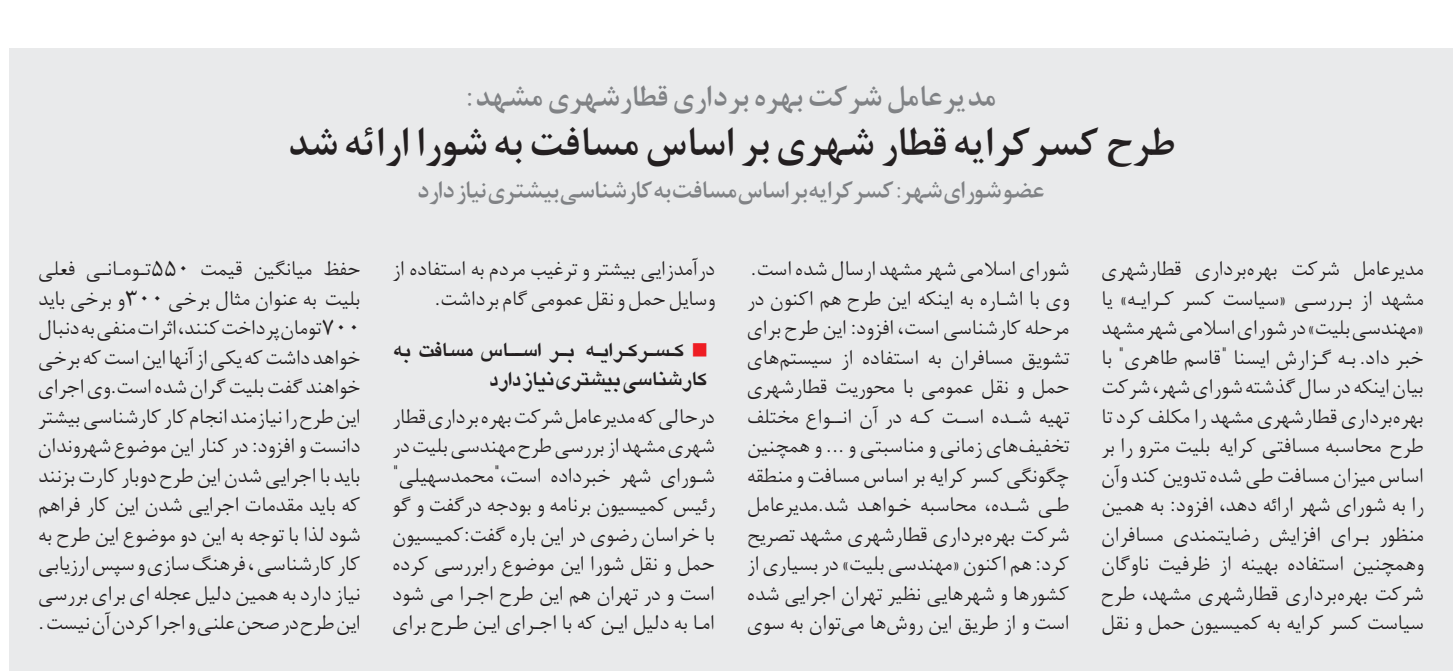 مدیرعامل شرکت بهره برداری قطارشهری مشهد:
طرح کسر کرایه قطار شهری بر اساس مسافت به شورا ارائه شد
عضوشورای‌شهر: کسر کرایه‌بر اساس‌مسافت‌به‌کارشناسی‌بیشتری‌نیاز دارد
مدیرعامل شرکت بهره‌برداری قطارشهری
مشهد از بررسی «سیاست کسر کرایه» یا
«مهندسی بلیت» در شورای اسلامی شهر مشهد
خبر داد. به گزارش ایسنا "قاسم طاهری" با
بیان اینکه در سال گذشته شورای شهر، شرکت
بهره‌برداری قطارشهری مشهد را مکلف کرد تا
طرح محاسبه مسافتی کرایه بلیت مترو را بر
اساس میزان مسافت طی شده تدوین کند وآن
را به شورای شهر ارائه دهد، افزود: به همین
منظور برای افزایش رضایتمندی مسافران
وهمچنین استفاده بهینه از ظرفیت ناوگان
شرکت بهره‌برداری قطارشهری مشهد، طرح
سیاست کسر کرایه به کمیسیون حمل و نقل
شورای اسلامی شهر مشهد ارسال شده است.
وی با اشاره به اینکه این طرح هم اکنون در
مرحله کارشناسی است، افزود: این طرح برای
تشویق مسافران به استفاده از سیستم‌های
حمل و نقل عمومی با محوریت قطارشهری
تهیه شده است که در آن انواع مختلف
تخفیف‌های زمانی و مناسبتی و ... و همچنین
چگونگی کسر کرایه بر اساس مسافت و منطقه
طی شده، محاسبه خواهد شد.مدیرعامل
شرکت بهره‌برداری قطارشهری مشهد تصریح
کرد: هم اکنون «مهندسی بلیت» در بسیاری از
کشورها و شهرهایی نظیر تهران اجرایی شده
است و از طریق این روش‌ها می‌توان به سوی
درآمدزایی بیشتر و ترغیب مردم به استفاده از
وسایل حمل و نقل عمومی گام برداشت.
■ کسرکرایه بر اساس مسافت به
کارشناسی بیشتری نیاز دارد
درحالی که مدیرعامل شرکت بهره برداری قطار
شهری مشهد از بررسی طرح مهندسی بلیت در
شورای شهر خبرداده است،"محمدسهیلی"
رئیس کمیسیون برنامه و بودجه درگفت و گو
با خراسان رضوی در این باره گفت:کمیسیون
حمل و نقل شورا این موضوع رابررسی کرده
است و در تهران هم این طرح اجرا می شود
اما به دلیل این که با اجرای این طرح برای
حفظ میانگین قیمت ۵۵۰تومانی فعلی
بلیت به عنوان مثال برخی ۳۰۰و برخی باید
۷۰۰تومان پرداخت کنند، اثرات منفی به دنبال
خواهد داشت که یکی از آنها این است که برخی
خواهند گفت بلیت گران شده است.وی اجرای
این طرح را نیازمند انجام کار کارشناسی بیشتر
دانست و افزود: در کنار این موضوع شهروندان
باید با اجرایی شدن این طرح دوبار کارت بزنند
که باید مقدمات اجرایی شدن این کار فراهم
شود لذا با توجه به این دو موضوع این طرح به
کار کارشناسی ، فرهنگ سازی و سپس ارزیابی
نیاز دارد به همین دلیل عجله ای برای بررسی
این طرح در صحن علنی و اجرا کردن آن نیست .